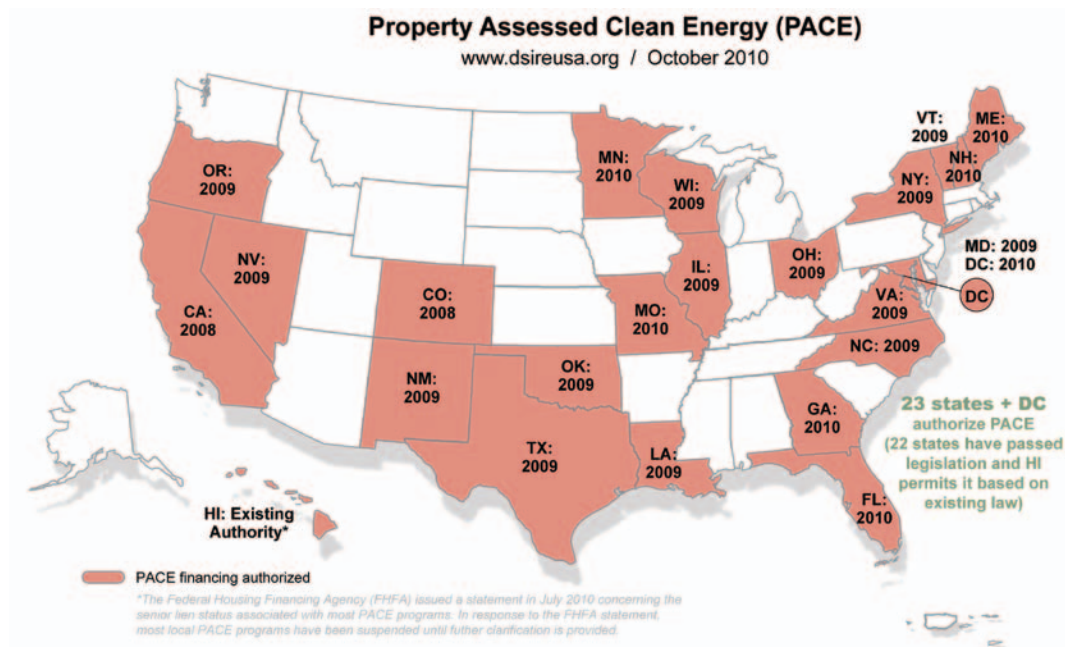 Property Assessed Clean Energy (PACE)
www.dsireusa.org / October 2010
VT:
2009
ME:
2010
NH:
2010
NY:
2009
MN:
2010
WI:
2009
OR:
2009
NV:
2009
CA:
2008
CO:
2008
IL:
2009
OH:
2009
MO:
2010
MD: 2009
DC: 2010
DC
VA:
2009
NC: 2009
NM:
2009
OK:
2009
TX:
2009
LA:
2009
GA:
2010
FL:
2010
23 states + DC
authorize PACE
(22 states have passed
legislation and HI
permits it based on
existing law)
HI: Existing
Authority*
PACE financing authorized
*The Federal Housing Financing Agency (FHFA) issued a statement in July 2010 concerning the
senior lien status associated with most PACE programs. In response to the FHFA statement,
most local PACE programs have been suspended until futher clarification is provided.